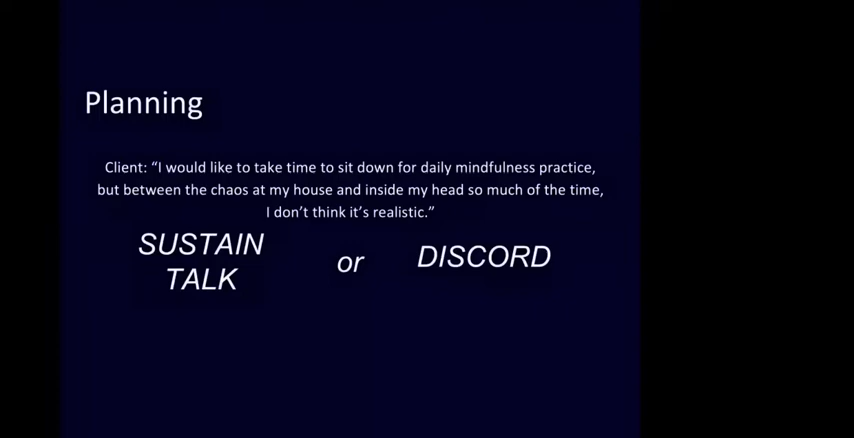 Planning
Client: “I would like to take time to sit down for daily mindfulness practice,
but between the chaos at my house and inside my head so much of the time,
I don’t think it’s realistic.”
SUSTAIN
TALK
or
DISCORD